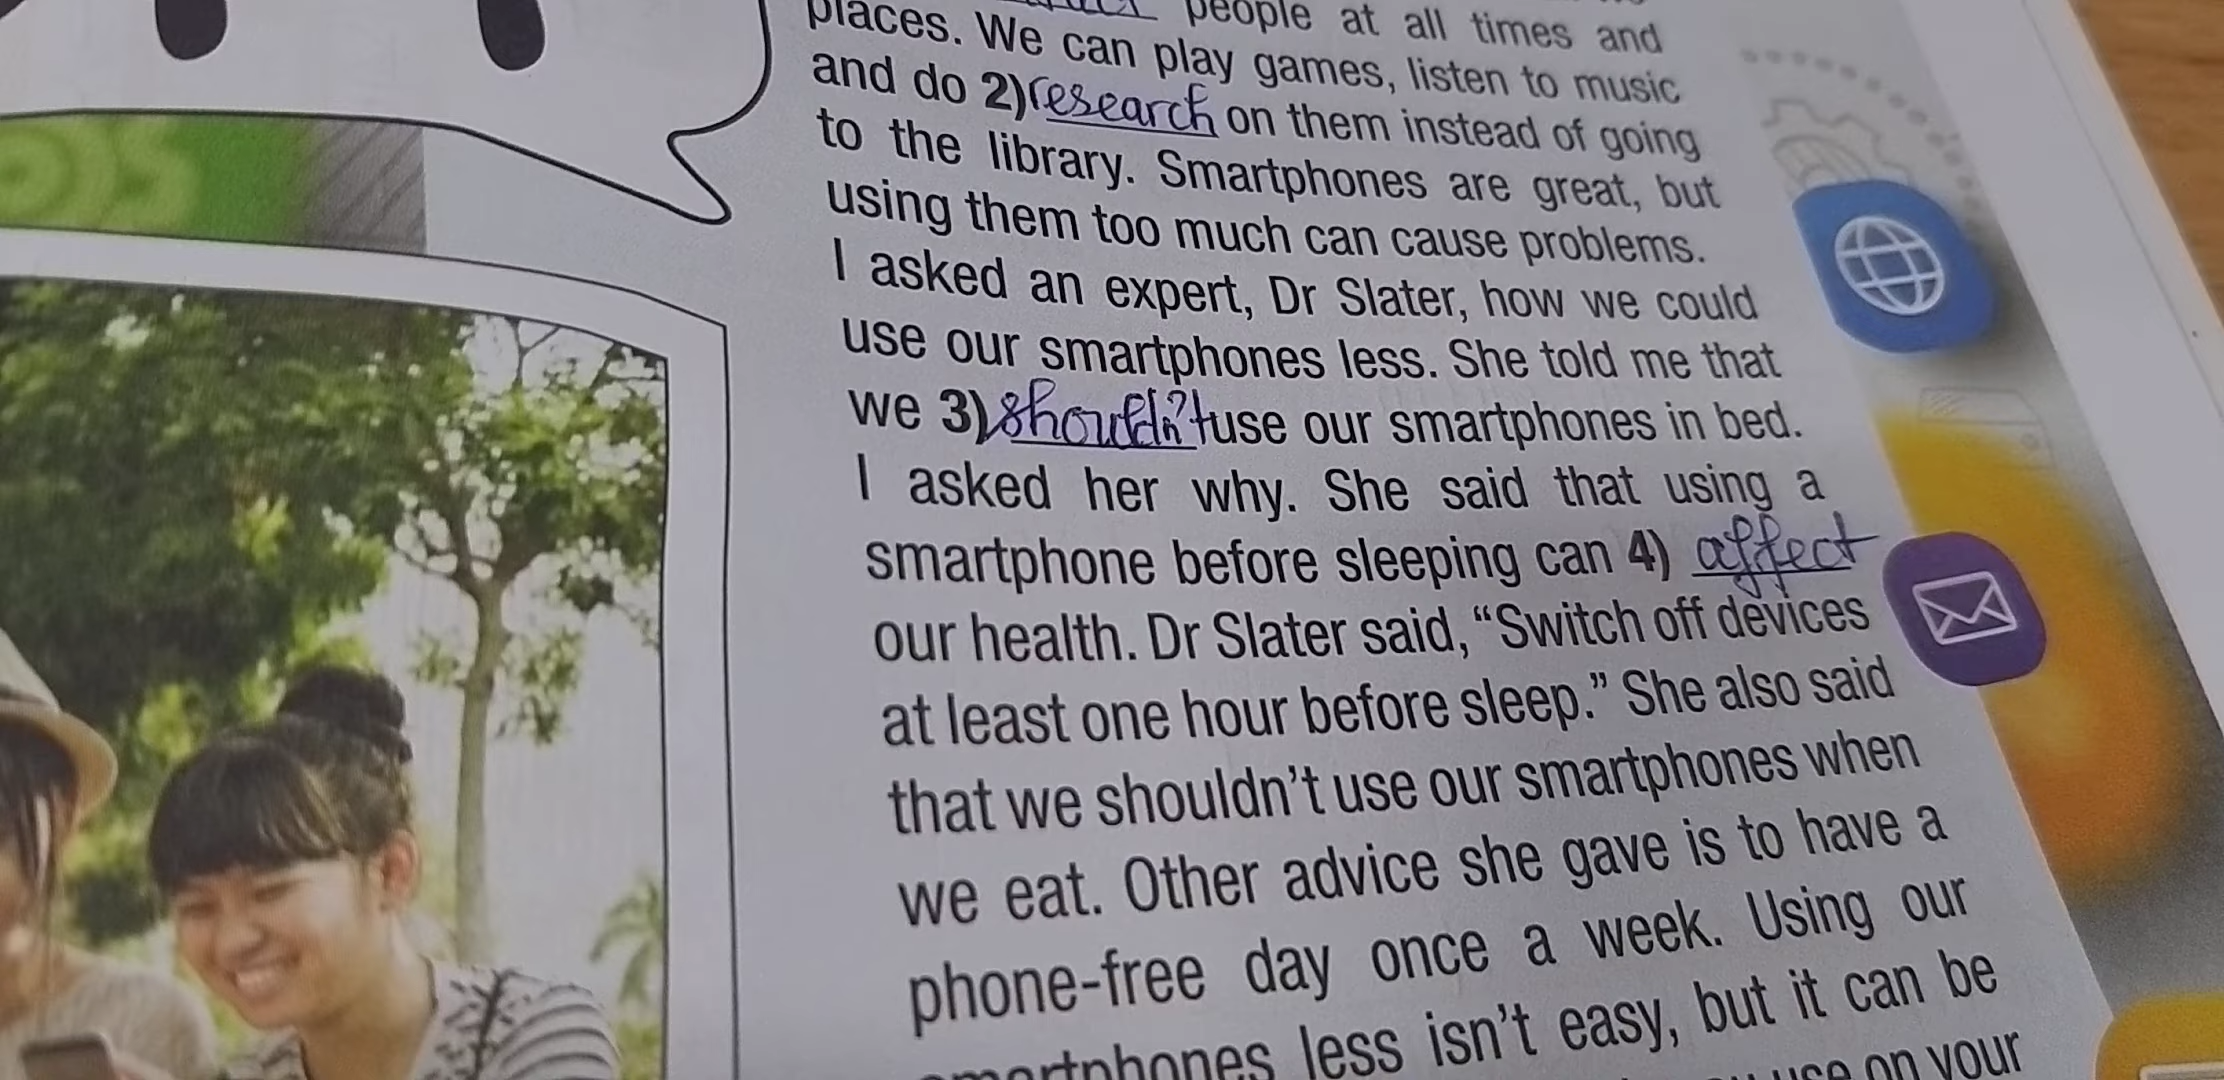 people at all times and
places. We can play games, listen to music
and do 2) research on them instead of going
to the library. Smartphones are great, but
using them too much can cause problems.
I asked an expert, Dr Slater, how we could
use our smartphones less. She told me that
we 3) shouldn't use our smartphones in bed.
I asked her why. She said that using a
smartphone before sleeping can 4) affect
our health. Dr Slater said, “Switch off devices
at least one hour before sleep.” She also said
that we shouldn't use our smartphones when
we eat. Other advice she gave is to have a
phone-free day once a week. Using our
smartphones less isn't easy, but it can be
use on your